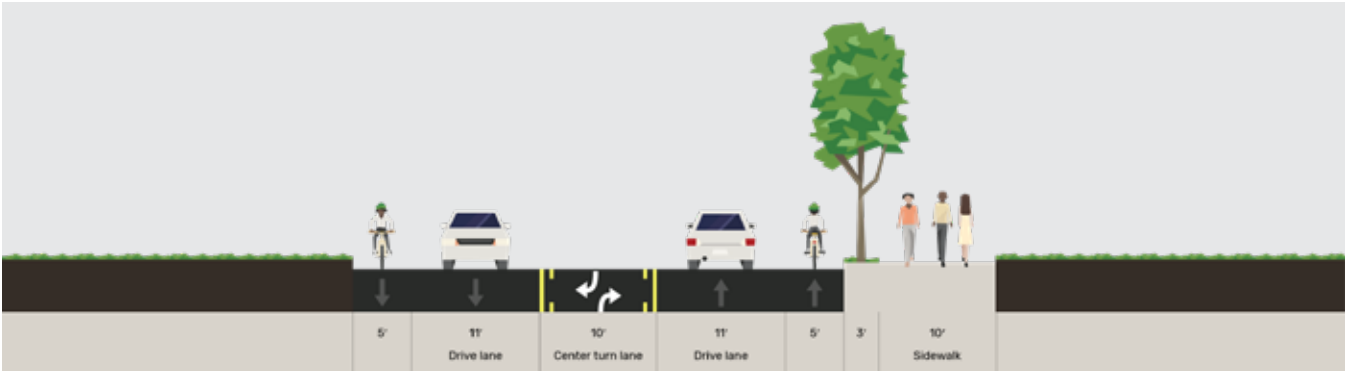 5'
11'
10'
11'
5'
3'
10'
Drive lane
Center turn lane
Drive lane
Sidewalk